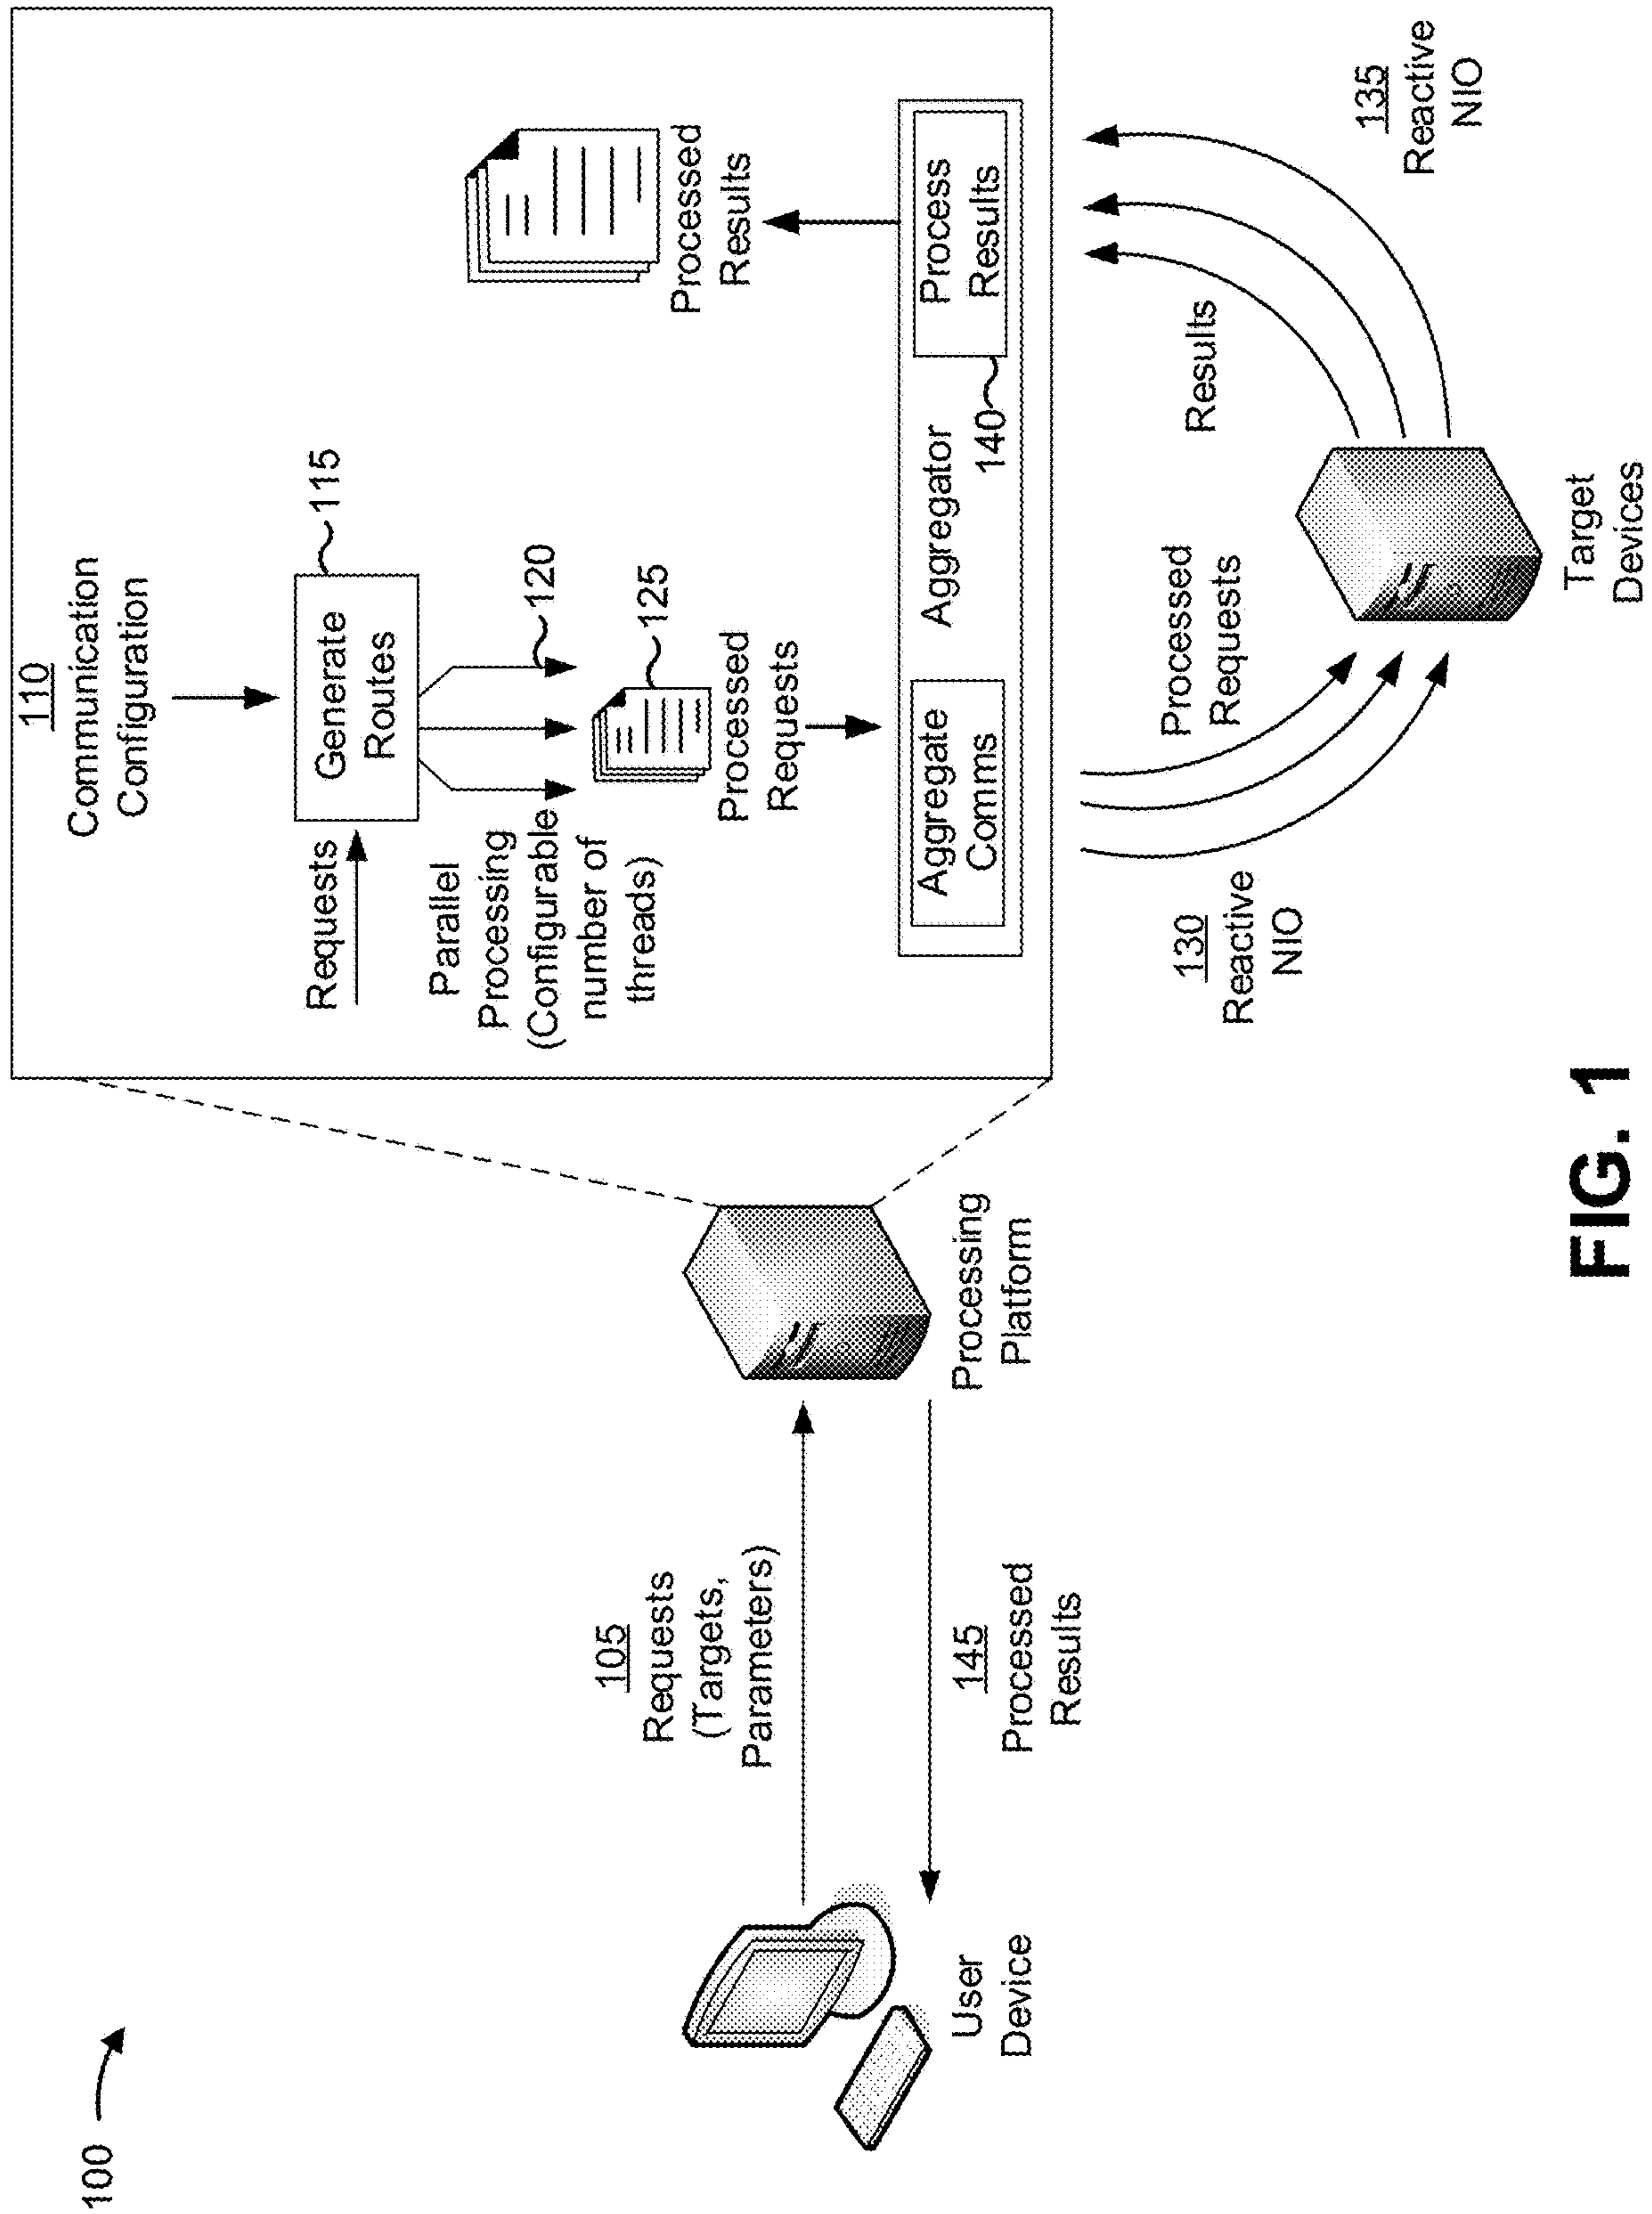 100
105
Requests
(Targets,
Parameters)
145
Processed
Results
User
Device
Processing
Platform
110
Communication
Configuration
Requests
Generate
Routes
115
Parallel
Processing
(Configurable
number of
threads)
120
125
Processed
Requests
Processed
Results
Aggregate
Comms
Aggregator
140
Process
Results
130
Reactive
NIO
Processed
Requests
Results
135
Reactive
NIO
Target
Devices
FIG. 1